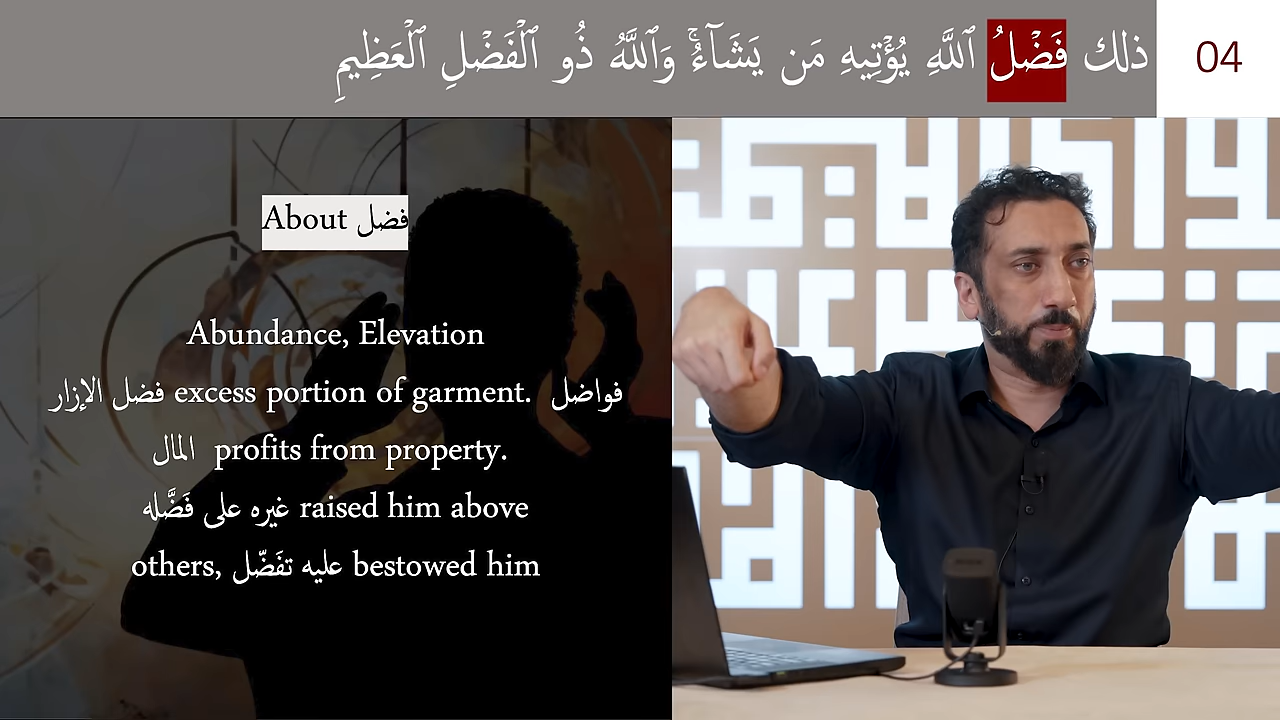 ذلك فَضْلُ ٱللَّهِ يُؤْتِيهِ مَن يَشَآءُ ۚ وَٱللَّهُ ذُو ٱلْفَضْلِ ٱلْعَظِيمِ
04
About فضل
Abundance, Elevation
فضل الإزار excess portion of garment. فواضل
المال profits from property.
غيره على فَضَّله raised him above
others, عليه تفَضّل bestowed him